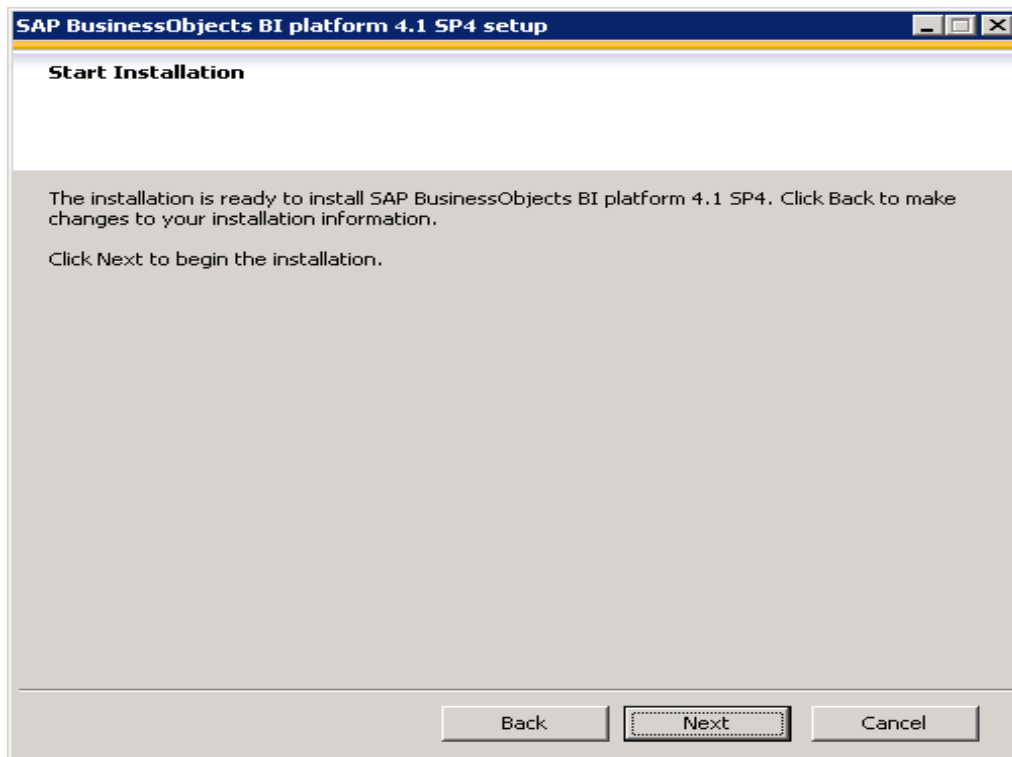 SAP BusinessObjects BI platform 4.1 SP4 setup
Start Installation
The installation is ready to install SAP BusinessObjects BI platform 4.1 SP4. Click Back to make
changes to your installation information.
Click Next to begin the installation.
Back Next Cancel